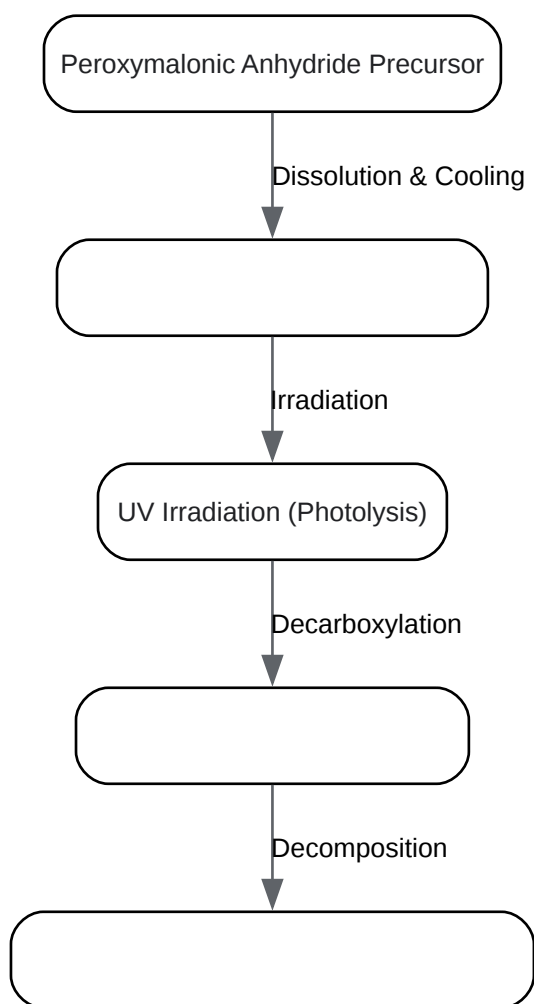 Peroxymalonic Anhydride Precursor
Dissolution & Cooling
Irradiation
UV Irradiation (Photolysis)
Decarboxylation
Decomposition